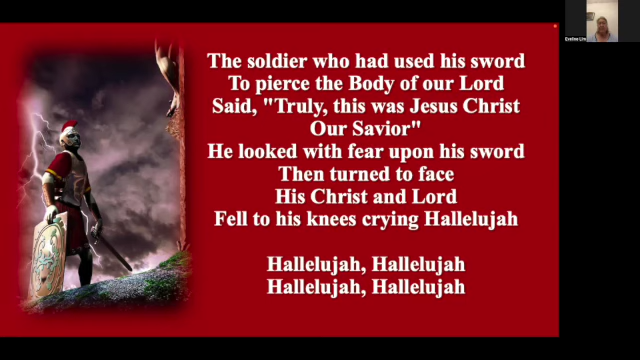 The soldier who had used his sword
To pierce the Body of our Lord
Said, "Truly, this was Jesus Christ
Our Savior"
He looked with fear upon his sword
Then turned to face
His Christ and Lord
Fell to his knees crying Hallelujah
Hallelujah, Hallelujah
Hallelujah, Hallelujah